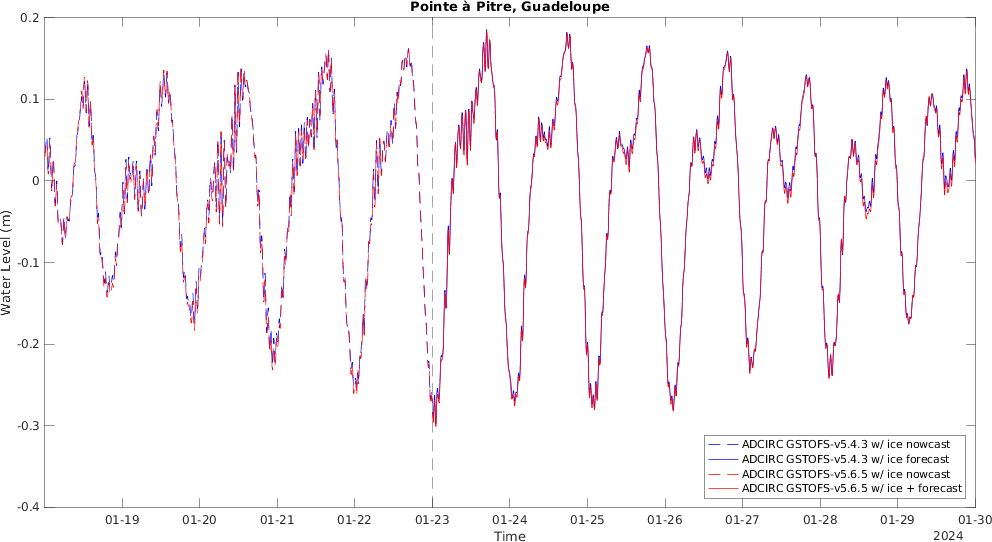 Pointe à Pitre, Guadeloupe
0.2
0.1
0
-0.1
-0.2
-0.3
-0.4
Water Level (m)
01-19 01-20 01-21 01-22 01-23 01-24 01-25 01-26 01-27 01-28 01-29 01-30
Time
2024
ADCIRC GSTOFS-v5.4.3 w/ ice nowcast
ADCIRC GSTOFS-v5.4.3 w/ ice forecast
ADCIRC GSTOFS-v5.6.5 w/ ice nowcast
ADCIRC GSTOFS-v5.6.5 w/ ice + forecast